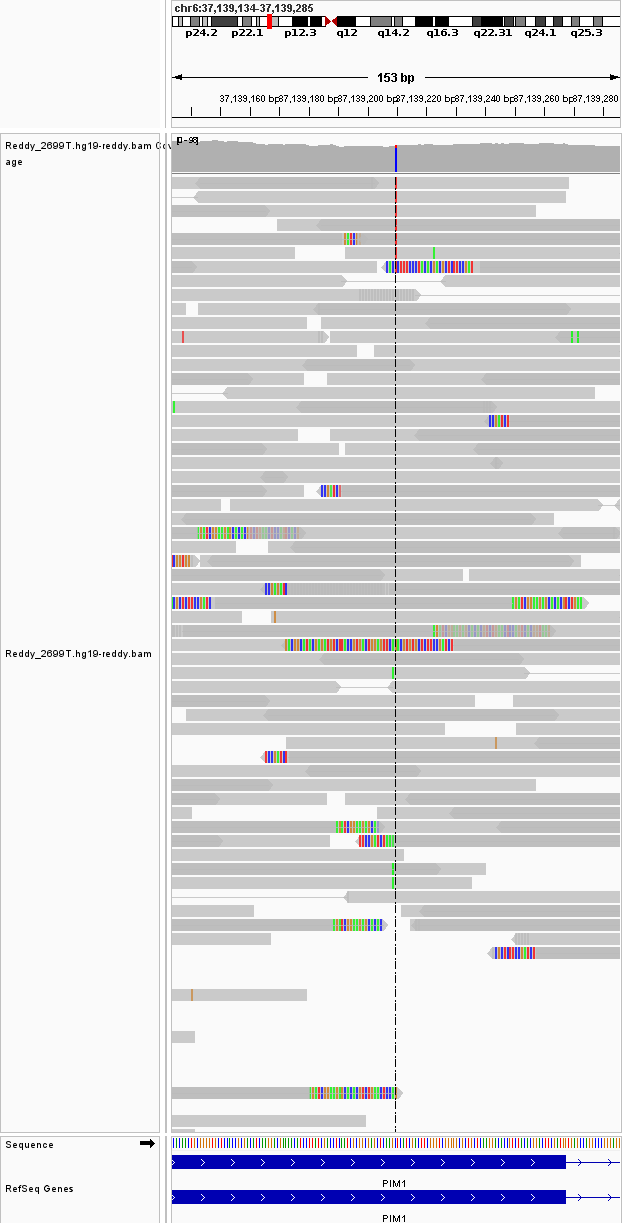 chr6:37,139,134-37,139,285
p24.2 p22.1 p12.3 q12 q14.2 q16.3 q22.31 q24.1 q25.3
153 bp
37,139,160 bp 37,139,180 bp 37,139,200 bp 37,139,220 bp 37,139,240 bp 37,139,260 bp 37,139,280
Reddy_2699T.hg19-reddy.bam Cov
age
[0-98]
Reddy_2699T.hg19-reddy.bam
Sequence
PIM1
RefSeq Genes
PIM1